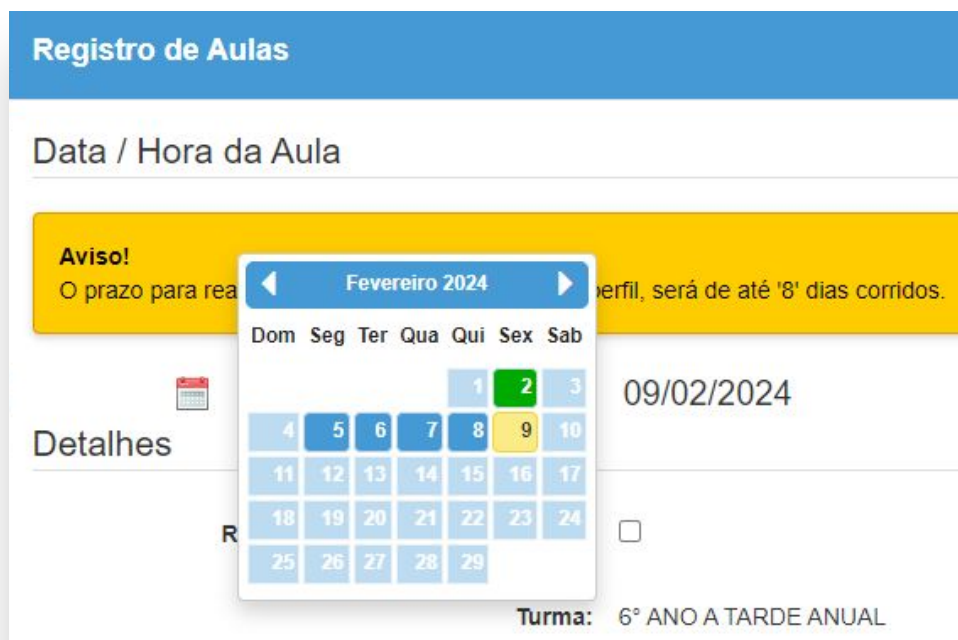 Registro de Aulas
Data / Hora da Aula
Aviso!
O prazo para rea
erfil, será de até '8' dias corridos.
Fevereiro 2024
Dom Seg Ter Qua Qui Sex Sab
1 2 3
4 5 6 7 8 9 10
11 12 13 14 15 16 17
18 19 20 21 22 23 24
25 26 27 28 29
09/02/2024
Detalhes
R
Turma: 6° ANO A TARDE ANUAL